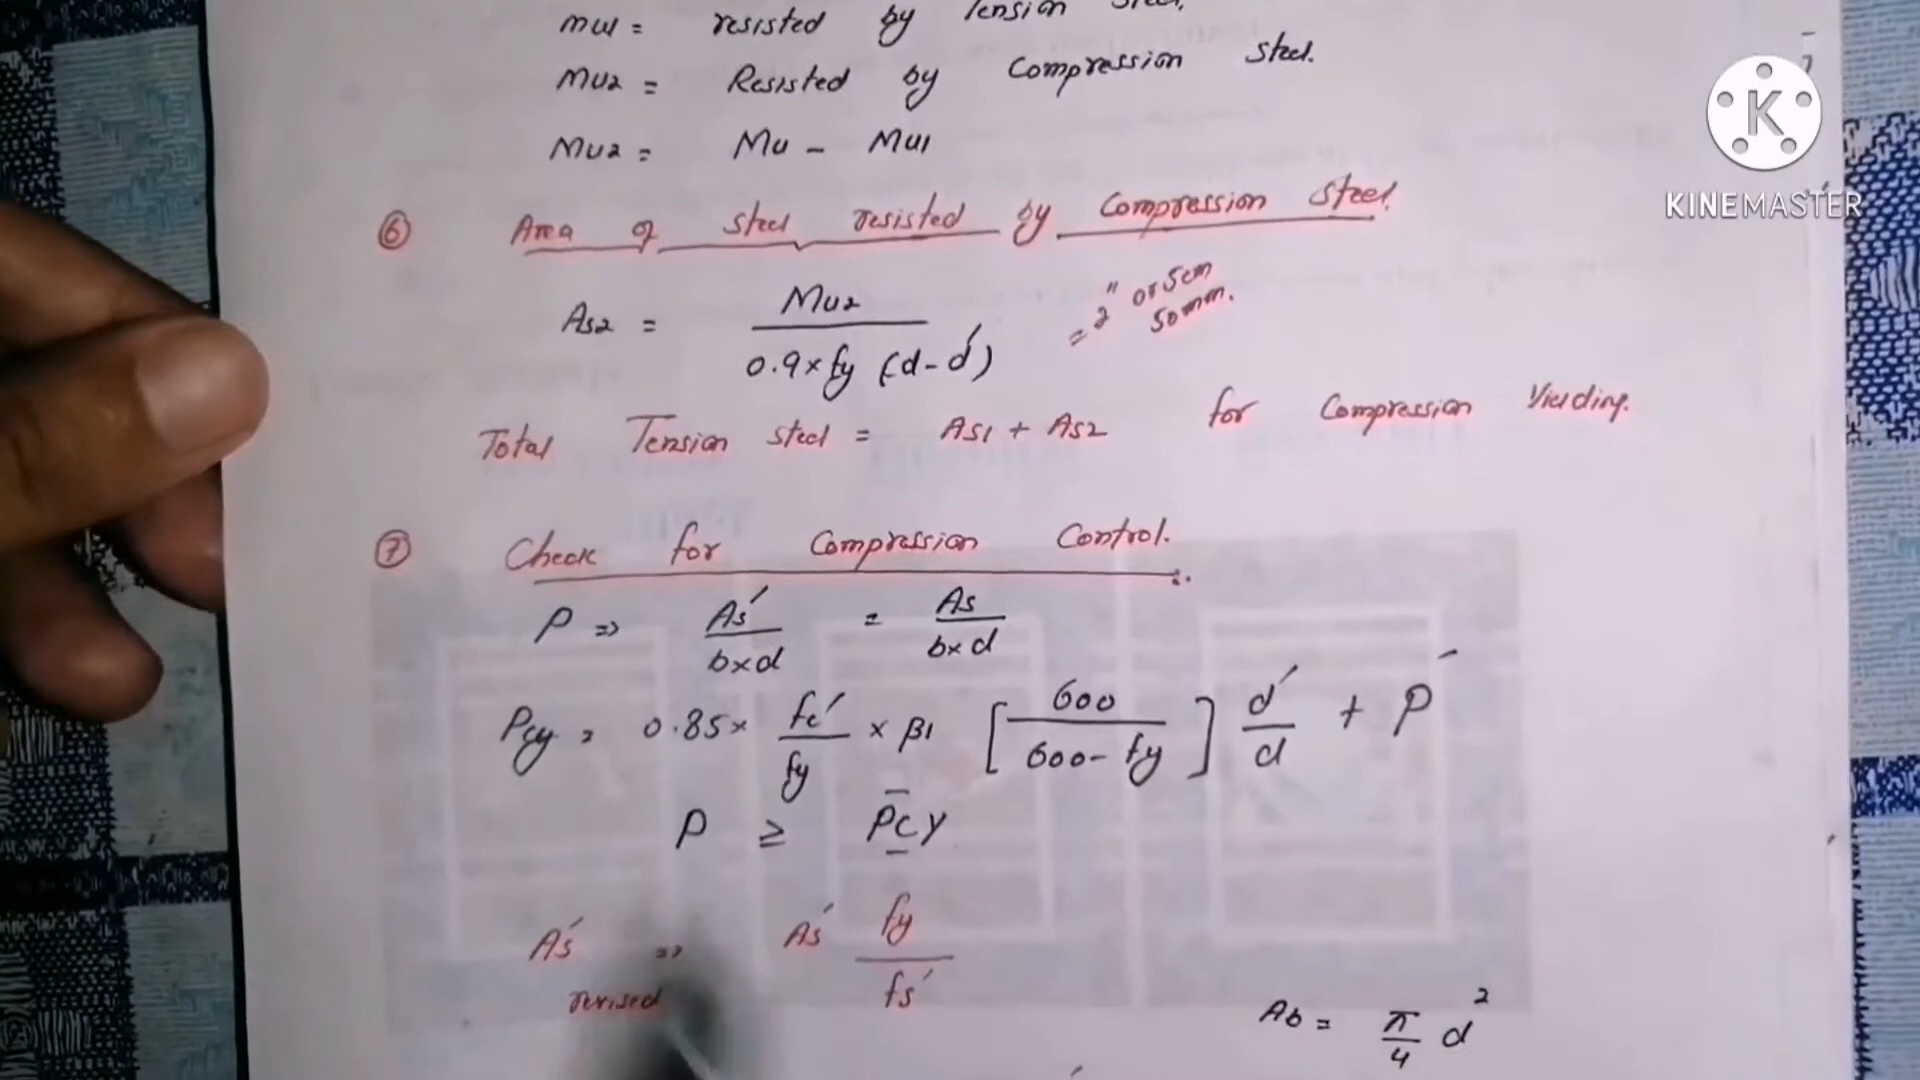 Mu1 = resisted by Tension Steel.
Mu2 = Resisted by Compression Steel.
Mu2 = Mu - Mu1
⑥ Area of steel resisted by Compression Steel.
As2 = Mu2 / 0.9 × fy (d - d') = 2" or 5cm 50mm.
Total Tension steel = As1 + As2 for Compression Yielding.
⑦ Check for Compression Control.
ρ ⇒ As' / b×d = As / b×d
ρcy = 0.85 × fc' / fy × β1 [600 / 600 - fy] d' / d + ρ'
ρ ≥ ρcy
As' revised ⇒ As' fy / fs'
Ab = π/4 d²
K
KINEMASTER